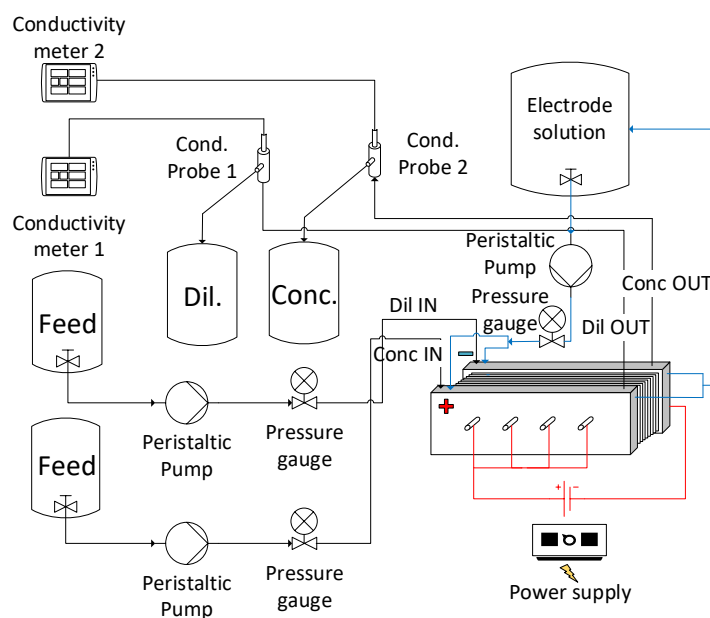 Conductivity
meter 2
Electrode
solution
Cond.
Probe 1
Cond.
Probe 2
Conductivity
meter 1
Peristaltic
Pump
Dil.
Conc.
Conc OUT
Feed
Dil IN
Pressure
gauge
Dil OUT
Conc IN
-
+
Peristaltic
Pump
Pressure
gauge
Feed
+ -
Peristaltic
Pump
Pressure
gauge
Power supply